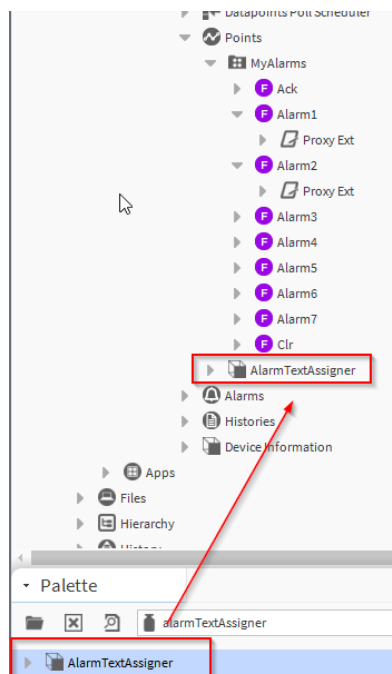 Datapoints Poll Scheduler
Points
MyAlarms
Ack
Alarm1
Proxy Ext
Alarm2
Proxy Ext
Alarm3
Alarm4
Alarm5
Alarm6
Alarm7
Clr
AlarmTextAssigner
Alarms
Histories
Device Information
Apps
Files
Hierarchy
History
Palette
alarmTextAssigner
AlarmTextAssigner